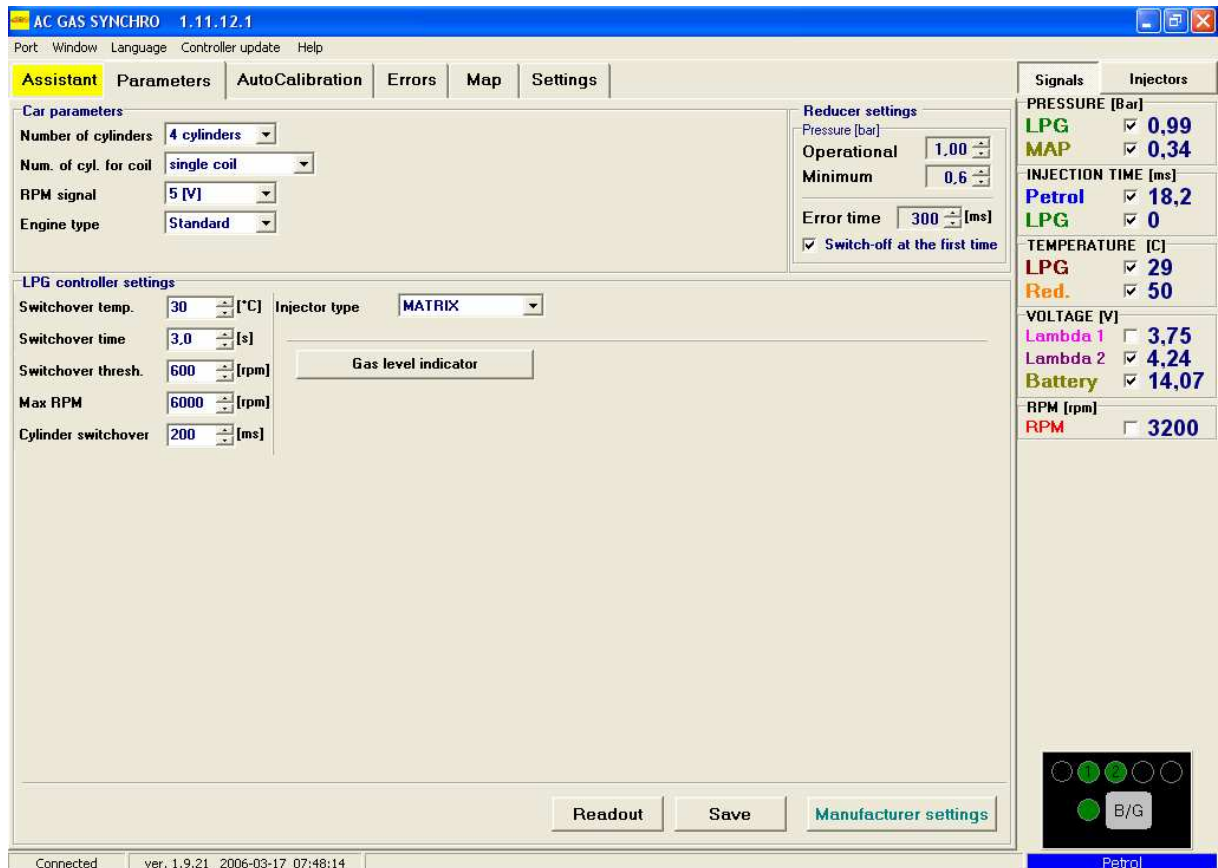 AC GAS SYNCHRO 1.11.12.1
Port Window Language Controller update Help
Assistant Parameters AutoCalibration Errors Map Settings
Signals Injectors
Car parameters
Number of cylinders 4 cylinders
Num. of cyl. for coil single coil
RPM signal 5 [V]
Engine type Standard
Reducer settings
Pressure [bar]
Operational 1,00
Minimum 0,6
Error time 300 [ms]
Switch-off at the first time
LPG controller settings
Switchover temp. 30 [°C] Injector type MATRIX
Switchover time 3,0 [s]
Switchover thresh. 600 [rpm] Gas level indicator
Max RPM 6000 [rpm]
Cylinder switchover 200 [ms]
Readout Save Manufacturer settings
PRESSURE [Bar]
LPG 0,99
MAP 0,34
INJECTION TIME [ms]
Petrol 18,2
LPG 0
TEMPERATURE [C]
LPG 29
Red. 50
VOLTAGE [V]
Lambda 1 3,75
Lambda 2 4,24
Battery 14,07
RPM [rpm]
RPM 3200
1 2
B/G
Connected ver. 1.9.21 2006-03-17 07:48:14 Petrol